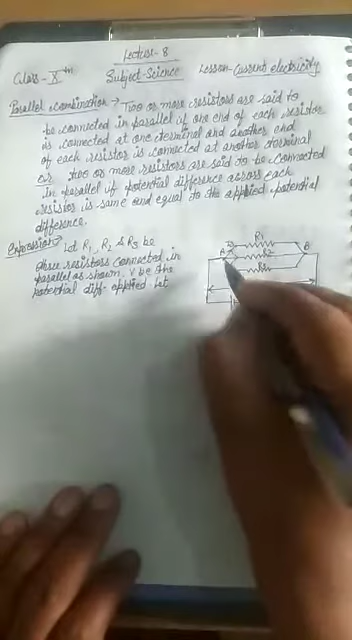 Lecture-8
Class-Xth Subject-Science Lesson-Current electricity
Parallel combination → Two or more resistors are said to
be connected in parallel if one end of each resistor
is connected at one terminal and another end
of each resistor is connected at another terminal
or two or more resistors are said to be connected
In parallel if potential difference across each
resistor is same and equal to the applied potential
difference.
Expression → Let R1, R2 & R3 be
three resistors connected in
parallel as shown. V be the
potential diff. applied Let
R1
A R2 B
R3